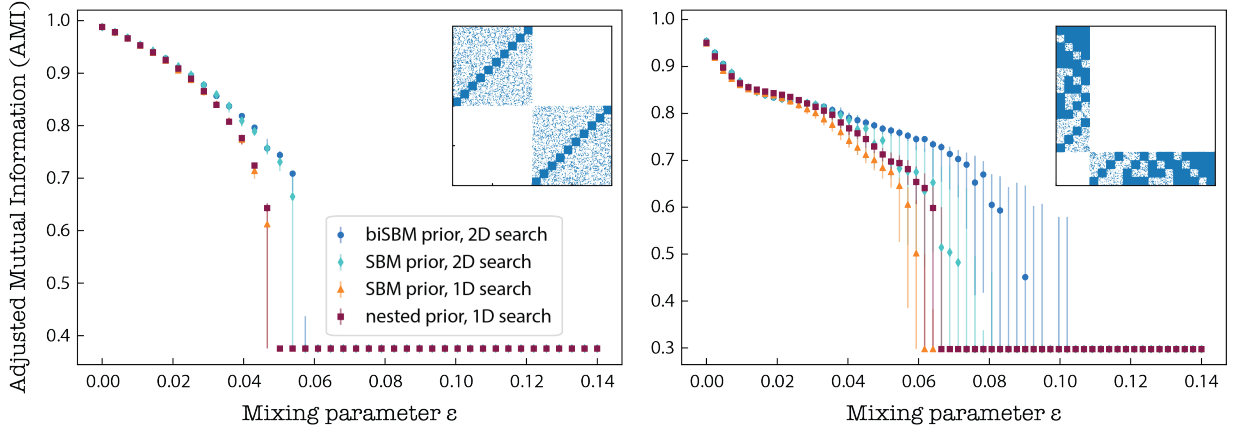 Adjusted Mutual Information (AMI)
1.0
0.9
0.8
0.7
0.6
0.5
0.4
biSBM prior, 2D search
SBM prior, 2D search
SBM prior, 1D search
nested prior, 1D search
0.00 0.02 0.04 0.06 0.08 0.10 0.12 0.14
Mixing parameter ε
1.0
0.9
0.8
0.7
0.6
0.5
0.4
0.3
0.00 0.02 0.04 0.06 0.08 0.10 0.12 0.14
Mixing parameter ε